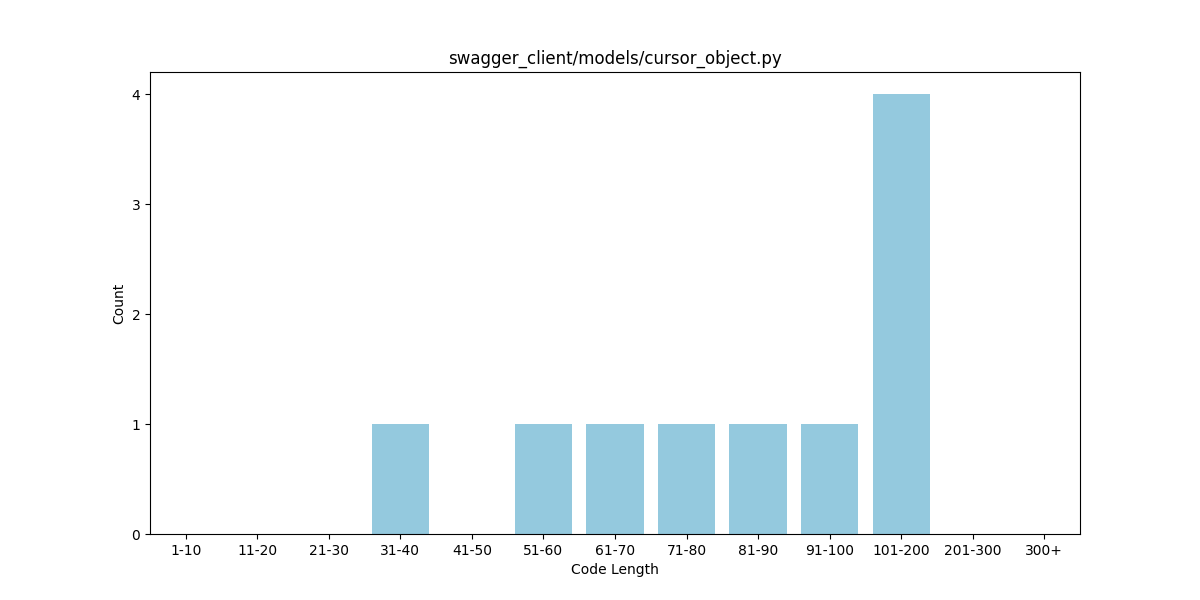 swagger_client/models/cursor_object.py
4
3
2
1
0
Count
1-10 11-20 21-30 31-40 41-50 51-60 61-70 71-80 81-90 91-100 101-200 201-300 300+
Code Length